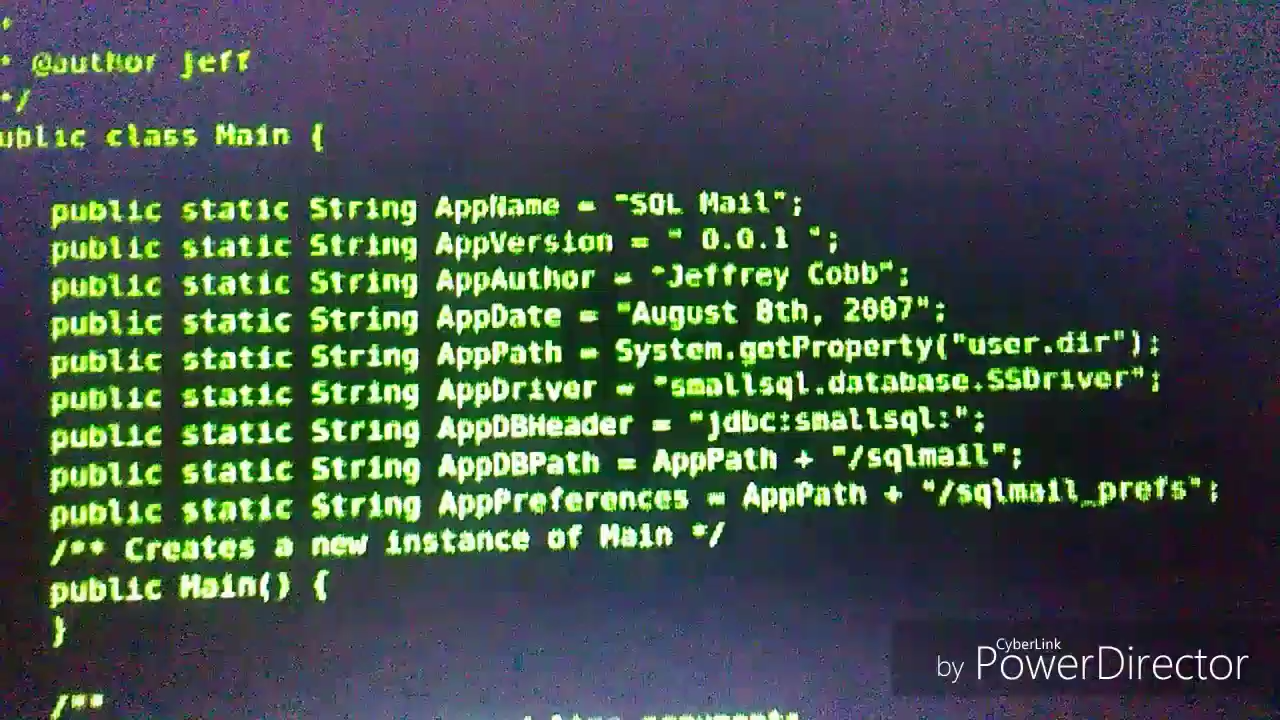 * @author jeff
*/
ublic class Main {
public static String AppName = "SQL Mail";
public static String AppVersion = " 0.0.1 ";
public static String AppAuthor = "Jeffrey Cobb";
public static String AppDate = "August 8th, 2007";
public static String AppPath = System.getProperty("user.dir");
public static String AppDriver = "smallsql.database.SSDriver";
public static String AppDBHeader = "jdbc:smallsql:";
public static String AppDBPath = AppPath + "/sqlmail";
public static String AppPreferences = AppPath + "/sqlmail_prefs";
/** Creates a new instance of Main */
public Main() {
}
/**
CyberLink
by PowerDirector